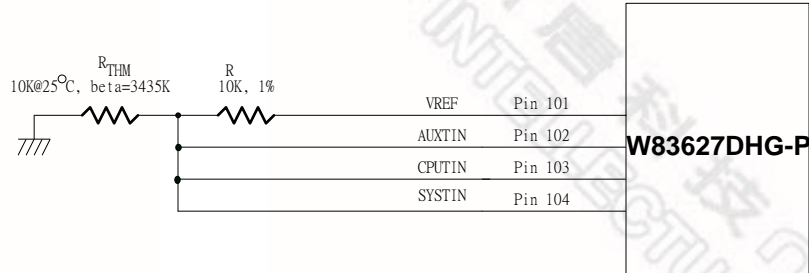 RTHM
10K@25°C, beta=3435K
R
10K, 1%
VREF Pin 101
AUXTIN Pin 102
CPUTIN Pin 103
SYSTIN Pin 104
W83627DHG-P